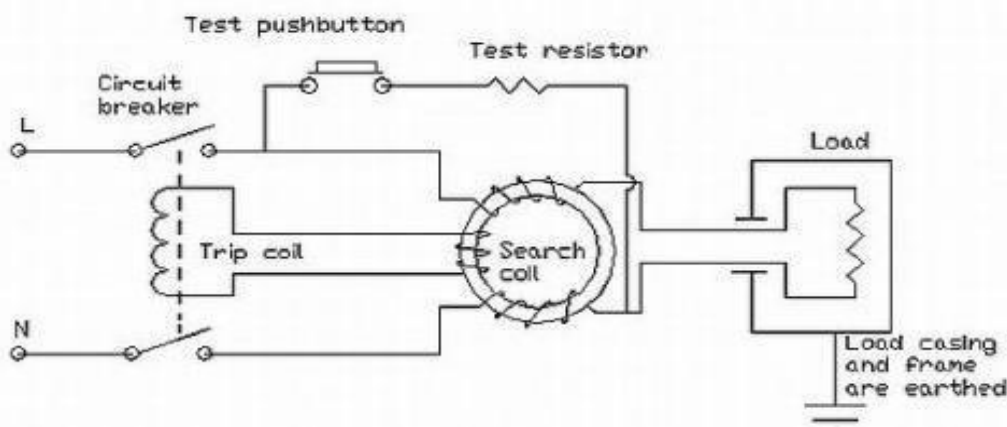 Test pushbutton
Test resistor
Circuit
breaker
L
Load
Trip coil
Search
coil
N
Load casing
and frame
are earthed